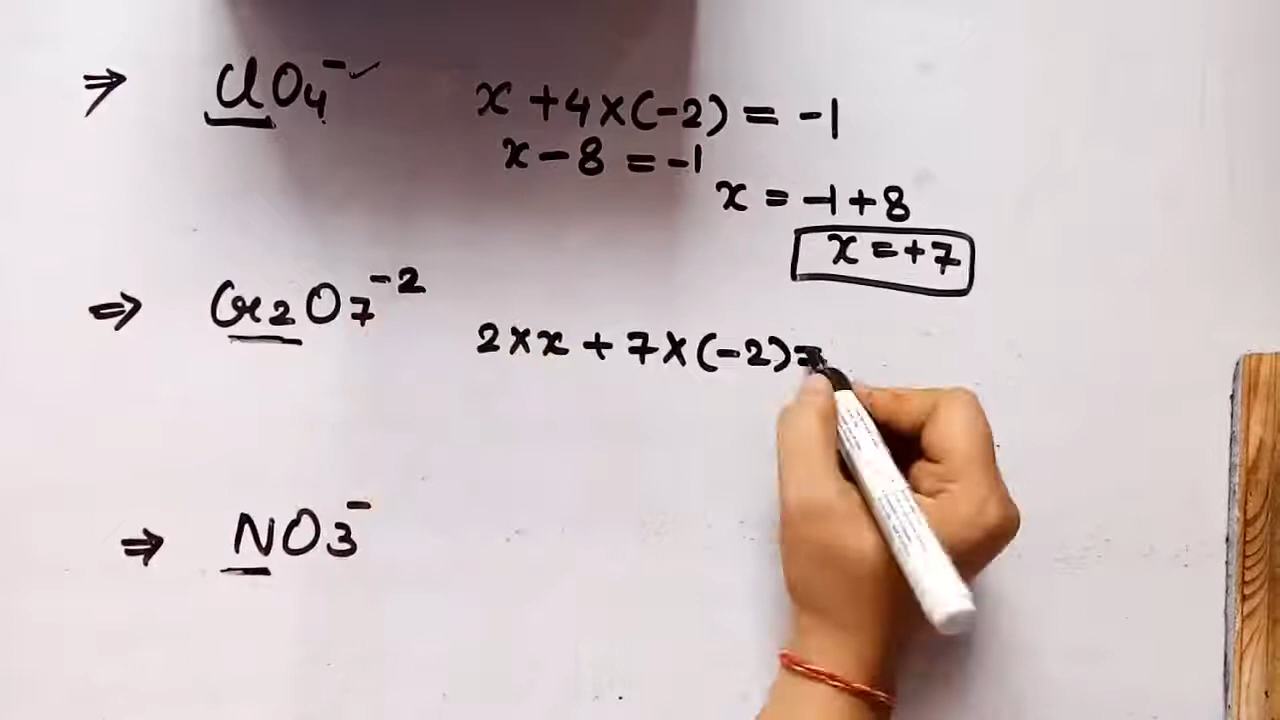 ⇒ ClO4⁻ ✓ x + 4 × (-2) = -1
x - 8 = -1
x = -1 + 8
x = +7
⇒ Cr2O7⁻² 2 × x + 7 × (-2) =
⇒ NO3⁻